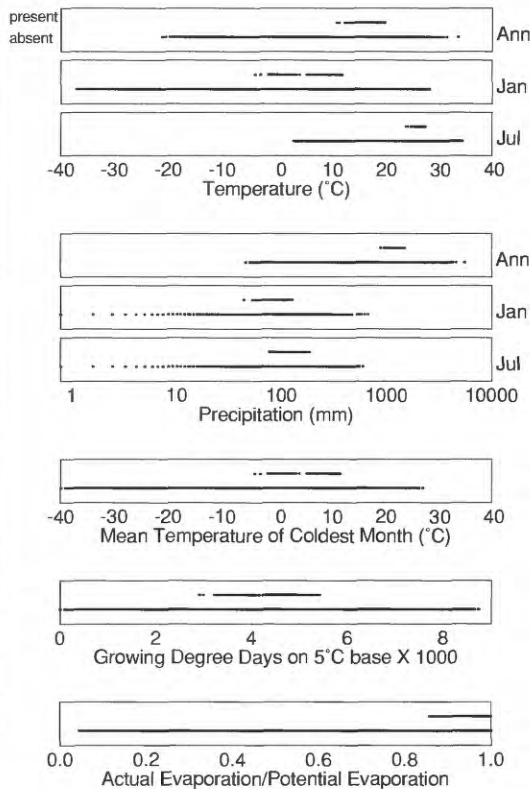 present
absent
Ann
Jan
Jul
-40 -30 -20 -10 0 10 20 30 40
Temperature (˚C)
Ann
Jan
Jul
1 10 100 1000 10000
Precipitation (mm)
-40 -30 -20 -10 0 10 20 30 40
Mean Temperature of Coldest Month (˚C)
0 2 4 6 8
Growing Degree Days on 5˚C base X 1000
0.0 0.2 0.4 0.6 0.8 1.0
Actual Evaporation/Potential Evaporation